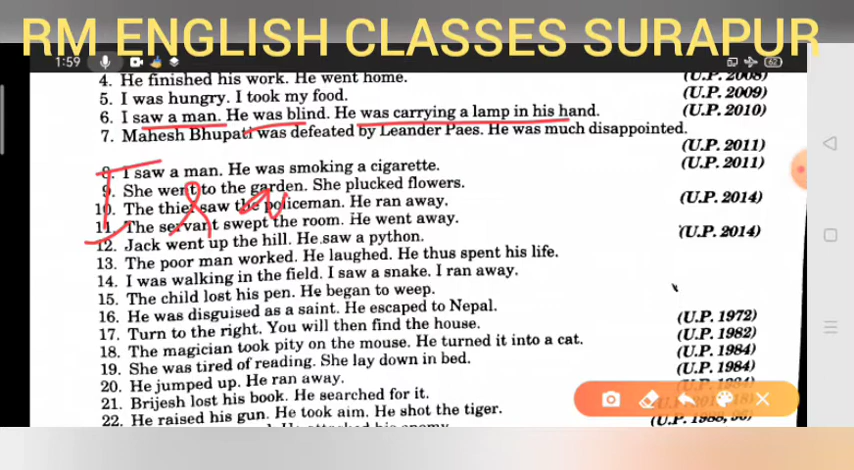 RM ENGLISH CLASSES SURAPUR
1:59 62
4. He finished his work. He went home. (U.P. 2008)
5. I was hungry. I took my food. (U.P. 2009)
6. I saw a man. He was blind. He was carrying a lamp in his hand. (U.P. 2010)
7. Mahesh Bhupati was defeated by Leander Paes. He was much disappointed.
(U.P. 2011)
8. I saw a man. He was smoking a cigarette. (U.P. 2011)
9. She went to the garden. She plucked flowers.
10. The thief saw the policeman. He ran away. (U.P. 2014)
11. The servant swept the room. He went away.
12. Jack went up the hill. He saw a python. (U.P. 2014)
13. The poor man worked. He laughed. He thus spent his life.
14. I was walking in the field. I saw a snake. I ran away.
15. The child lost his pen. He began to weep.
16. He was disguised as a saint. He escaped to Nepal. (U.P. 1972)
17. Turn to the right. You will then find the house. (U.P. 1982)
18. The magician took pity on the mouse. He turned it into a cat. (U.P. 1984)
19. She was tired of reading. She lay down in bed. (U.P. 1984)
20. He jumped up. He ran away.
21. Brijesh lost his book. He searched for it.
22. He raised his gun. He took aim. He shot the tiger.
I sa